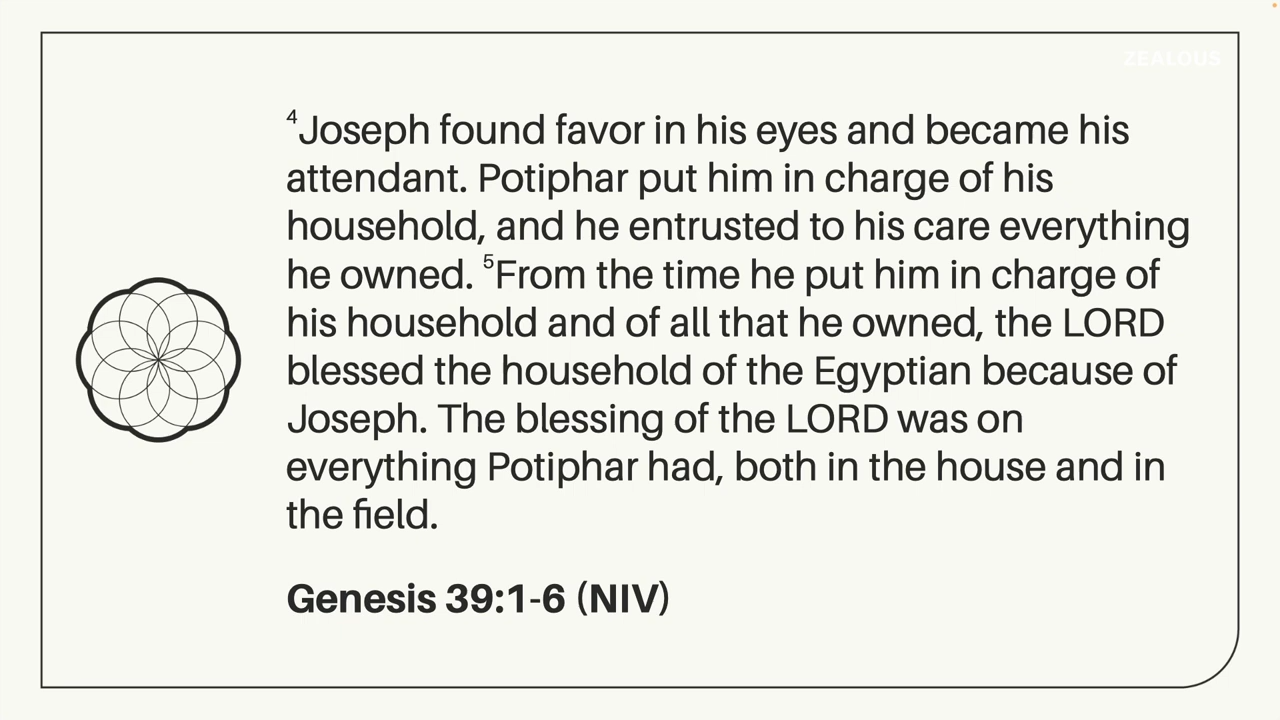 ZEALOUS
⁴Joseph found favor in his eyes and became his
attendant. Potiphar put him in charge of his
household, and he entrusted to his care everything
he owned. ⁵From the time he put him in charge of
his household and of all that he owned, the LORD
blessed the household of the Egyptian because of
Joseph. The blessing of the LORD was on
everything Potiphar had, both in the house and in
the field.
Genesis 39:1-6 (NIV)